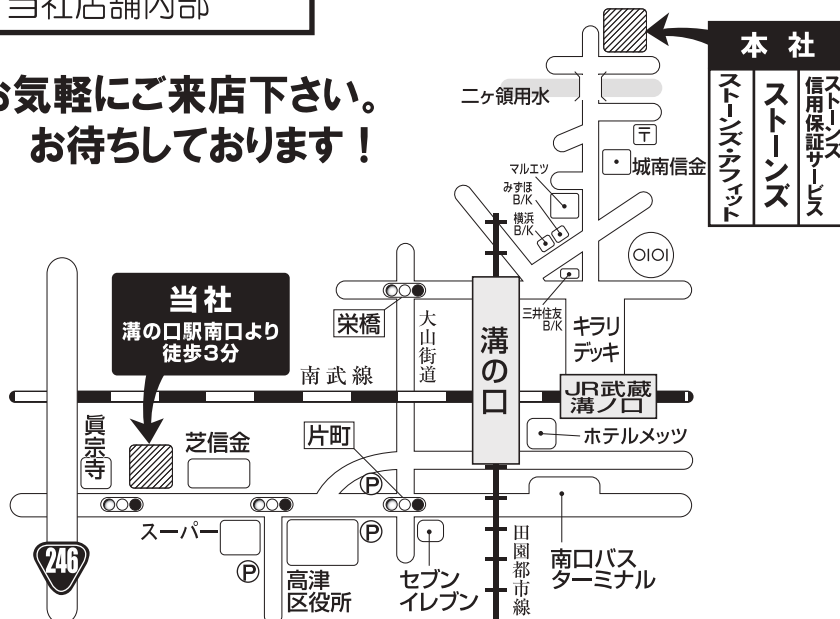 当社店舗内部
お気軽にご来店下さい。
お待ちしております！
本社
ストーンズ・アフィット
ストーンズ
ストーンズ
信用保証サービス
二ヶ領用水
〒
城南信金
マルエツ
みずほ
B/K
横浜
B/K
OIOI
三井住友
B/K
キラリ
デッキ
当社
溝の口駅南口より
徒歩3分
栄橋
大山街道
溝の口
南武線
JR武蔵
溝ノ口
眞宗寺
芝信金
片町
ホテルメッツ
P
スーパー
P
P
246
高津
区役所
セブン
イレブン
田園都市線
南口バス
ターミナル